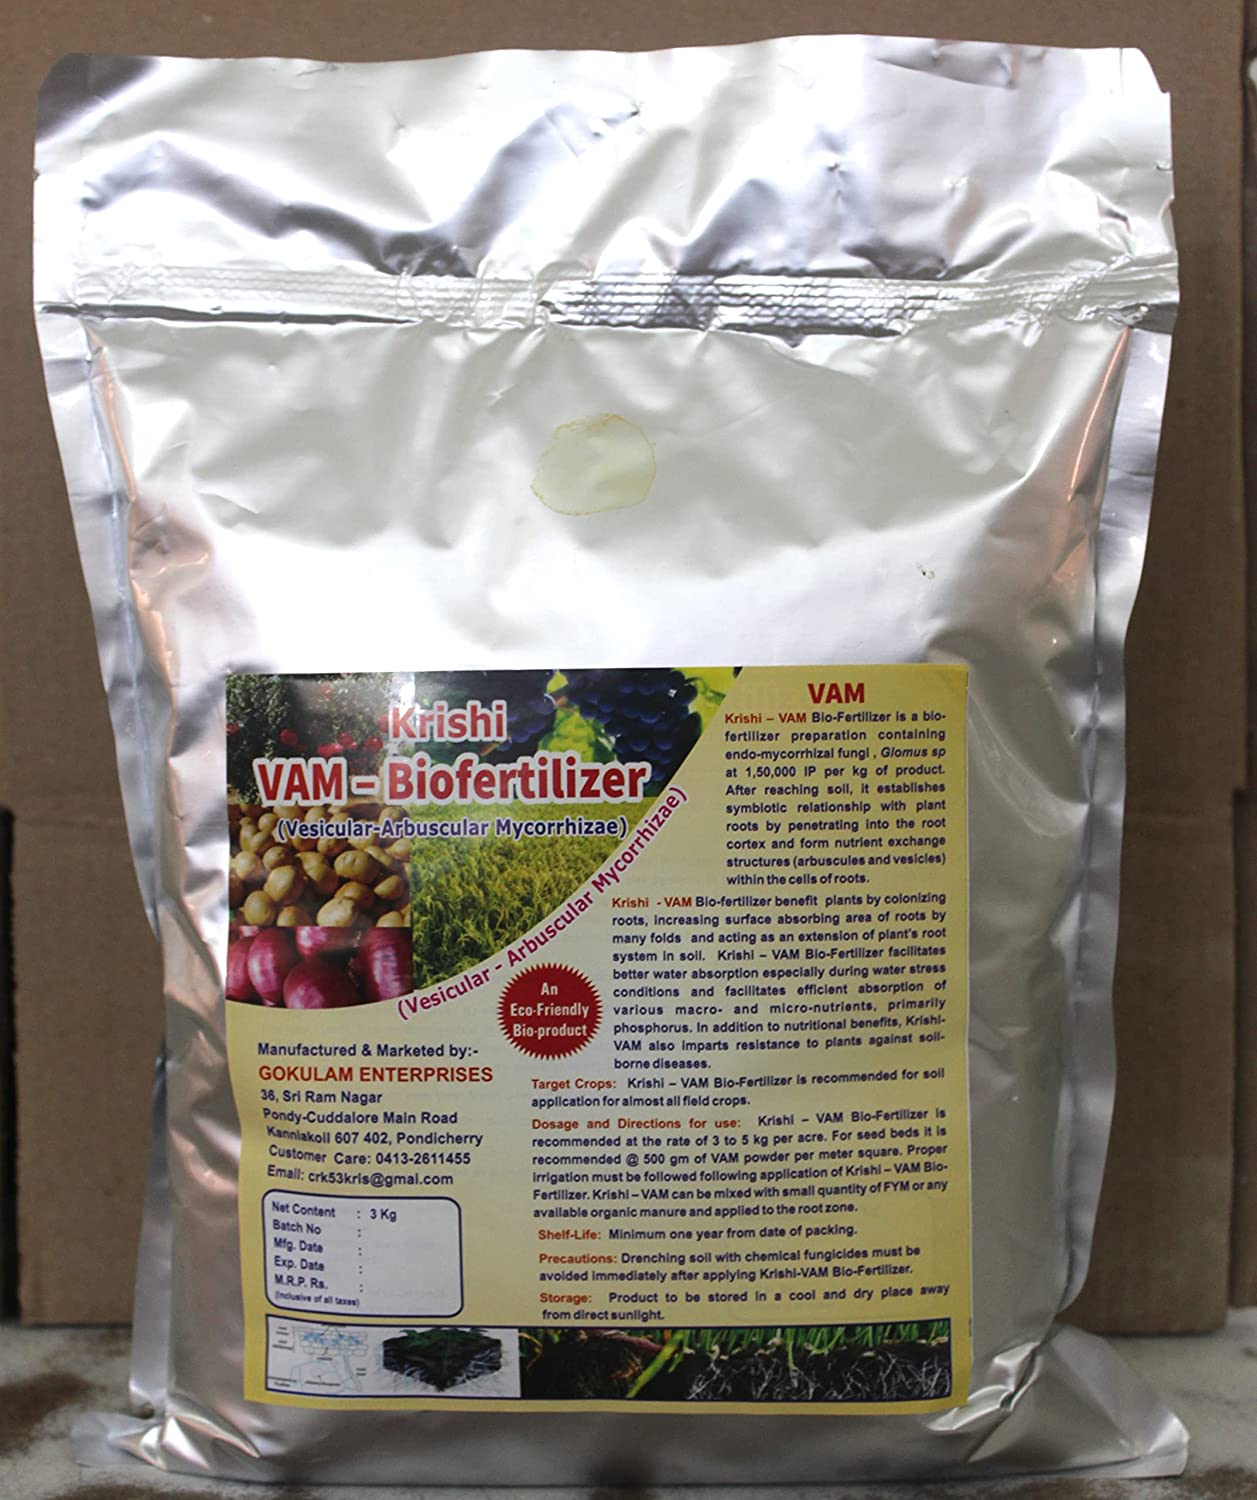 Krishi
VAM – Biofertilizer
(Vesicular-Arbuscular Mycorrhizae)
(Vesicular - Arbuscular Mycorrhizae)
An
Eco-Friendly
Bio-product
VAM
Krishi – VAM Bio-Fertilizer is a bio-
fertilizer preparation containing
endo-mycorrhizal fungi , Glomus sp
at 1,50,000 IP per kg of product.
After reaching soil, it establishes
symbiotic relationship with plant
roots by penetrating into the root
cortex and form nutrient exchange
structures (arbuscules and vesicles)
within the cells of roots.
Krishi - VAM Bio-fertilizer benefit plants by colonizing
roots, increasing surface absorbing area of roots by
many folds and acting as an extension of plant's root
system in soil. Krishi – VAM Bio-Fertilizer facilitates
better water absorption especially during water stress
conditions and facilitates efficient absorption of
various macro- and micro-nutrients, primarily
phosphorus. In addition to nutritional benefits, Krishi-
VAM also imparts resistance to plants against soil-
borne diseases.
Target Crops: Krishi – VAM Bio-Fertilizer is recommended for soil
application for almost all field crops.
Dosage and Directions for use: Krishi – VAM Bio-Fertilizer is
recommended at the rate of 3 to 5 kg per acre. For seed beds it is
recommended @ 500 gm of VAM powder per meter square. Proper
irrigation must be followed following application of Krishi – VAM Bio-
Fertilizer. Krishi – VAM can be mixed with small quantity of FYM or any
available organic manure and applied to the root zone.
Shelf-Life: Minimum one year from date of packing.
Precautions: Drenching soil with chemical fungicides must be
avoided immediately after applying Krishi-VAM Bio-Fertilizer.
Storage: Product to be stored in a cool and dry place away
from direct sunlight.
Manufactured & Marketed by:-
GOKULAM ENTERPRISES
36, Sri Ram Nagar
Pondy-Cuddalore Main Road
Kanniakoil 607 402, Pondicherry
Customer Care: 0413-2611455
Email: crk53kris@gmai.com
Net Content : 3 Kg
Batch No :
Mfg. Date :
Exp. Date :
M.R.P. Rs. :
(Inclusive of all taxes)